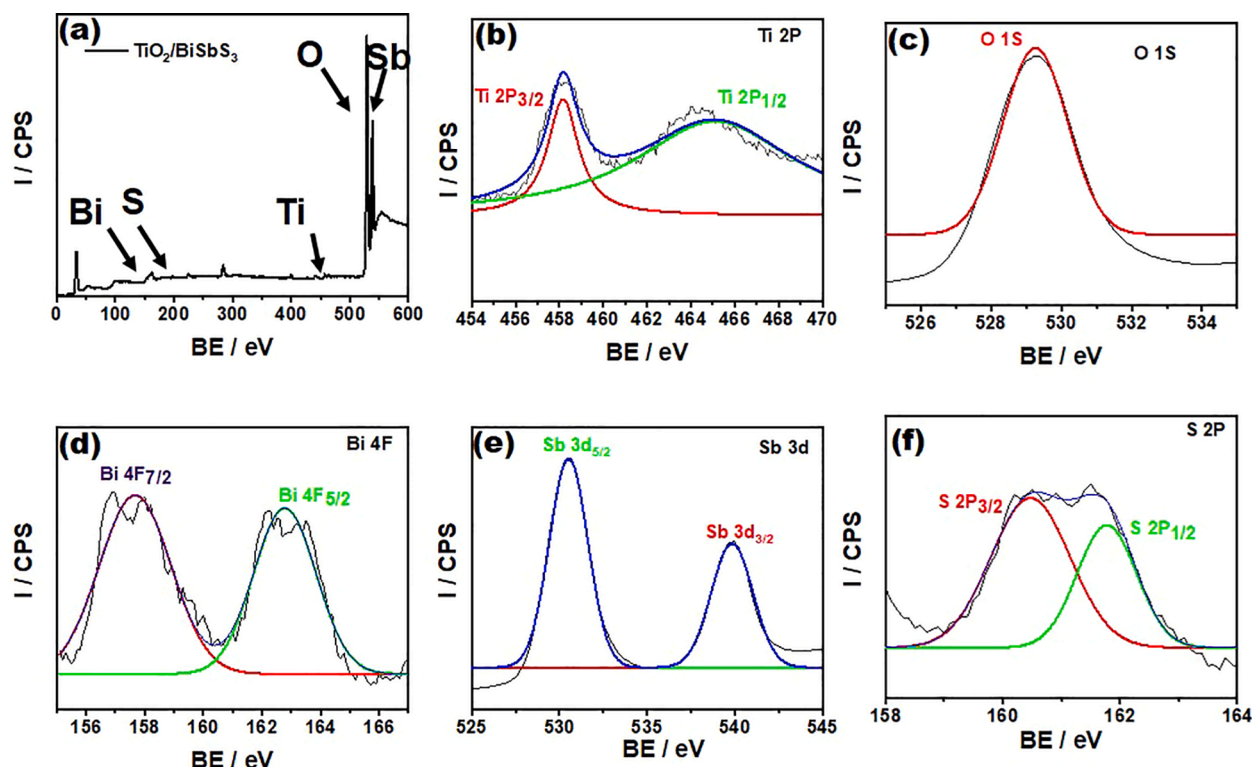 (a)
TiO2/BiSbS3
O
Sb
Bi
S
Ti
I / CPS
0 100 200 300 400 500 600
BE / eV
(b)
Ti 2P
Ti 2P3/2
Ti 2P1/2
I / CPS
454 456 458 460 462 464 466 468 470
BE / eV
(c)
O 1S
O 1S
I / CPS
526 528 530 532 534
BE / eV
(d)
Bi 4F
Bi 4F7/2
Bi 4F5/2
I / CPS
156 158 160 162 164 166
BE / eV
(e)
Sb 3d5/2
Sb 3d
Sb 3d3/2
I / CPS
525 530 535 540 545
BE / eV
(f)
S 2P
S 2P3/2
S 2P1/2
I / CPS
158 160 162 164
BE / eV